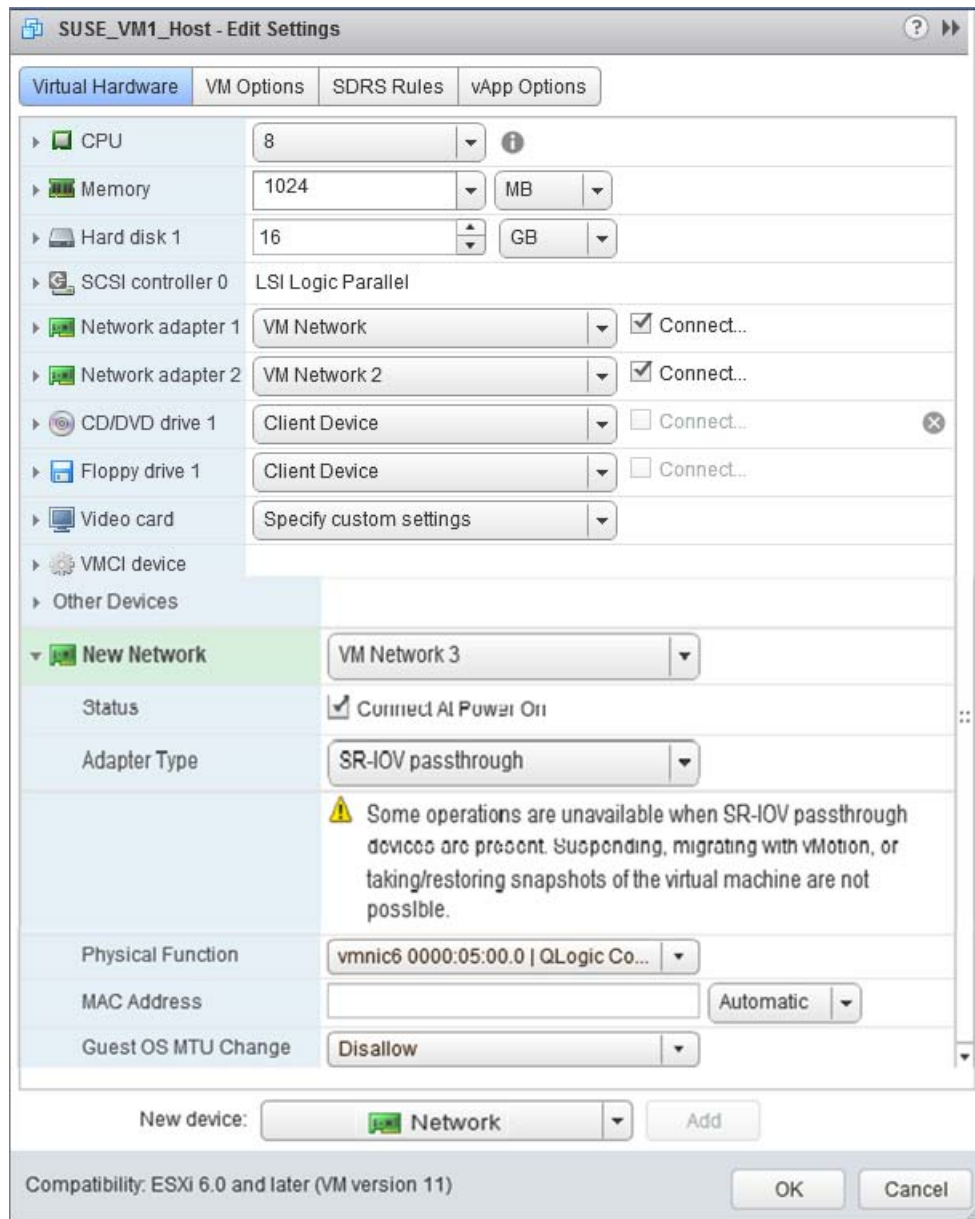 SUSE_VM1_Host - Edit Settings
Virtual Hardware VM Options SDRS Rules vApp Options
CPU 8
Memory 1024 MB
Hard disk 1 16 GB
SCSI controller 0 LSI Logic Parallel
Network adapter 1 VM Network Connect...
Network adapter 2 VM Network 2 Connect...
CD/DVD drive 1 Client Device Connect...
Floppy drive 1 Client Device Connect...
Video card Specify custom settings
VMCI device
Other Devices
New Network VM Network 3
Status Connect At Power On
Adapter Type SR-IOV passthrough
Some operations are unavailable when SR-IOV passthrough
devices are present. Suspending, migrating with vMotion, or
taking/restoring snapshots of the virtual machine are not
possible.
Physical Function vmnic6 0000:05:00.0 | QLogic Co...
MAC Address Automatic
Guest OS MTU Change Disallow
New device: Network Add
Compatibility: ESXi 6.0 and later (VM version 11) OK Cancel